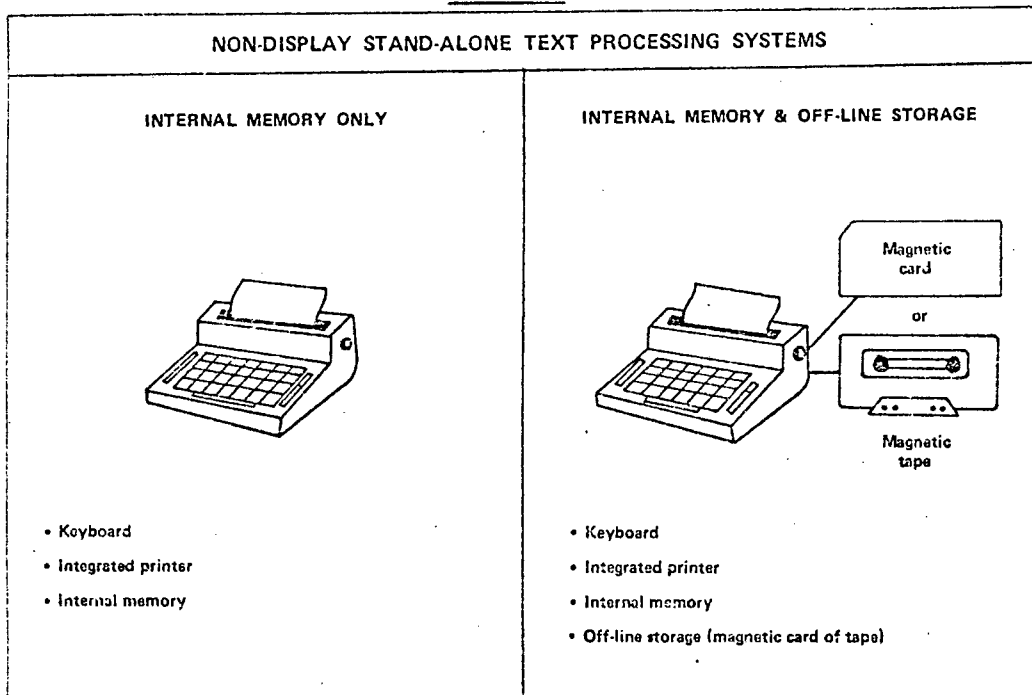 NON-DISPLAY STAND-ALONE TEXT PROCESSING SYSTEMS
INTERNAL MEMORY ONLY
• Keyboard
• Integrated printer
• Internal memory
INTERNAL MEMORY & OFF-LINE STORAGE
Magnetic
card
or
Magnetic
tape
• Keyboard
• Integrated printer
• Internal memory
• Off-line storage (magnetic card of tape)